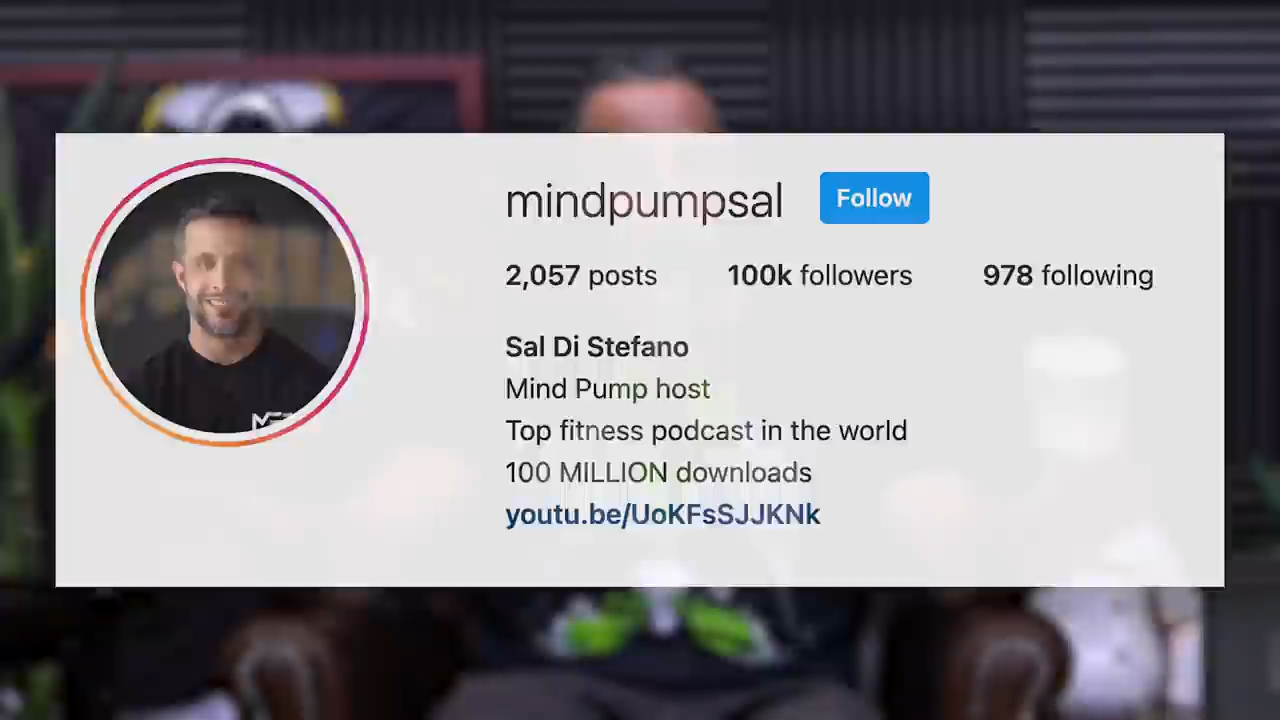 mindpumpsal Follow
2,057 posts 100k followers 978 following
Sal Di Stefano
Mind Pump host
Top fitness podcast in the world
100 MILLION downloads
youtu.be/UoKFsSJJKNk